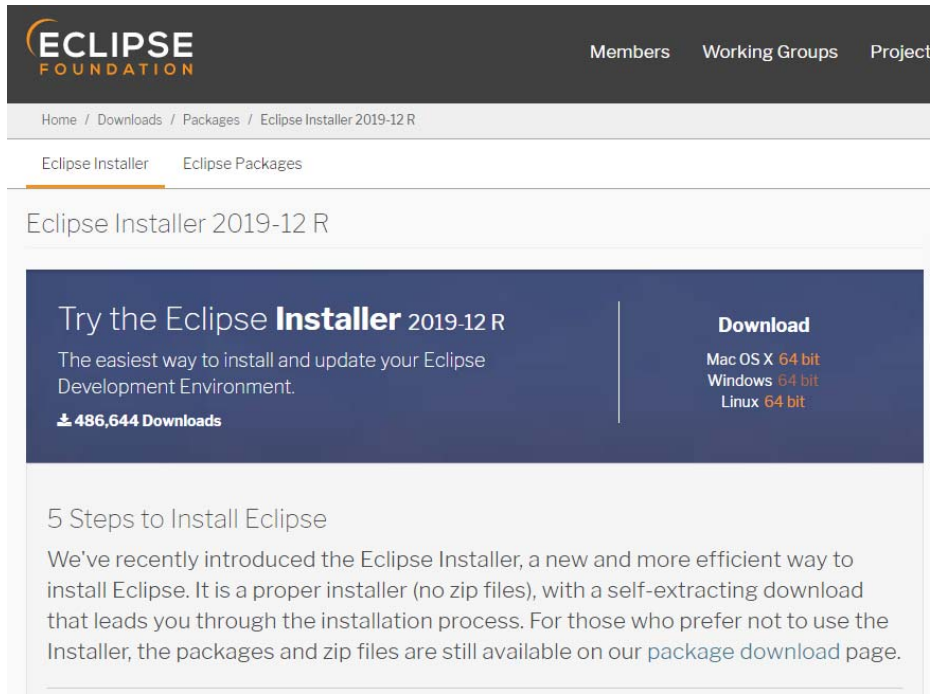 ECLIPSE
FOUNDATION
Members Working Groups Project
Home / Downloads / Packages / Eclipse Installer 2019-12 R
Eclipse Installer Eclipse Packages
Eclipse Installer 2019-12 R
Try the Eclipse Installer 2019-12 R
The easiest way to install and update your Eclipse
Development Environment.
486,644 Downloads
Download
Mac OS X 64 bit
Windows 64 bit
Linux 64 bit
5 Steps to Install Eclipse
We've recently introduced the Eclipse Installer, a new and more efficient way to
install Eclipse. It is a proper installer (no zip files), with a self-extracting download
that leads you through the installation process. For those who prefer not to use the
Installer, the packages and zip files are still available on our package download page.